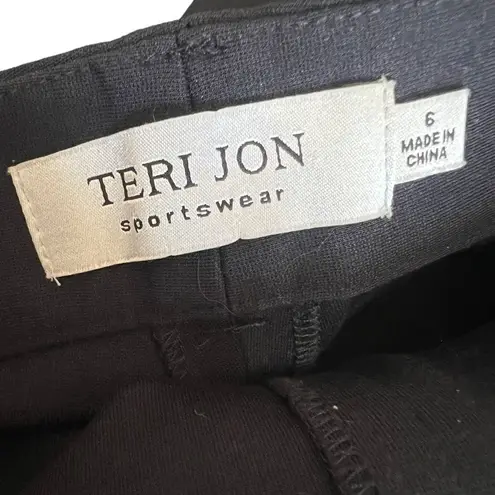 TERI JON
sportswear
6
MADE IN
CHINA